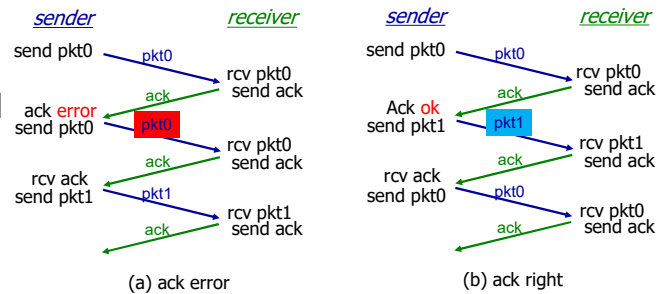 sender
receiver
send pkt0
pkt0
rcv pkt0
send ack
ack
ack error
send pkt0
pkt0
rcv pkt0
send ack
ack
rcv ack
send pkt1
pkt1
rcv pkt1
send ack
ack
(a) ack error
sender
receiver
send pkt0
pkt0
rcv pkt0
send ack
ack
Ack ok
send pkt1
pkt1
rcv pkt1
send ack
ack
rcv ack
send pkt0
pkt0
rcv pkt0
send ack
ack
(b) ack right